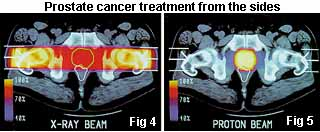 Prostate cancer treatment from the sides
100%
70%
40%
X-RAY BEAM
Fig 4
100%
70%
40%
PROTON BEAM
Fig 5